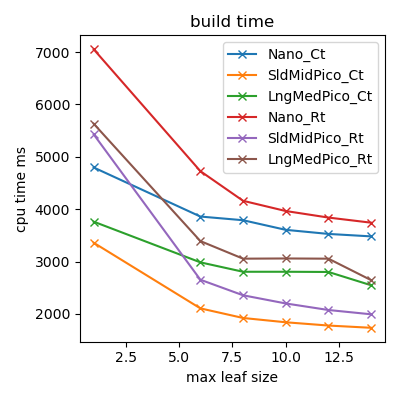 build time
7000
6000
5000
4000
3000
2000
cpu time ms
Nano_Ct
SldMidPico_Ct
LngMedPico_Ct
Nano_Rt
SldMidPico_Rt
LngMedPico_Rt
2.5 5.0 7.5 10.0 12.5
max leaf size